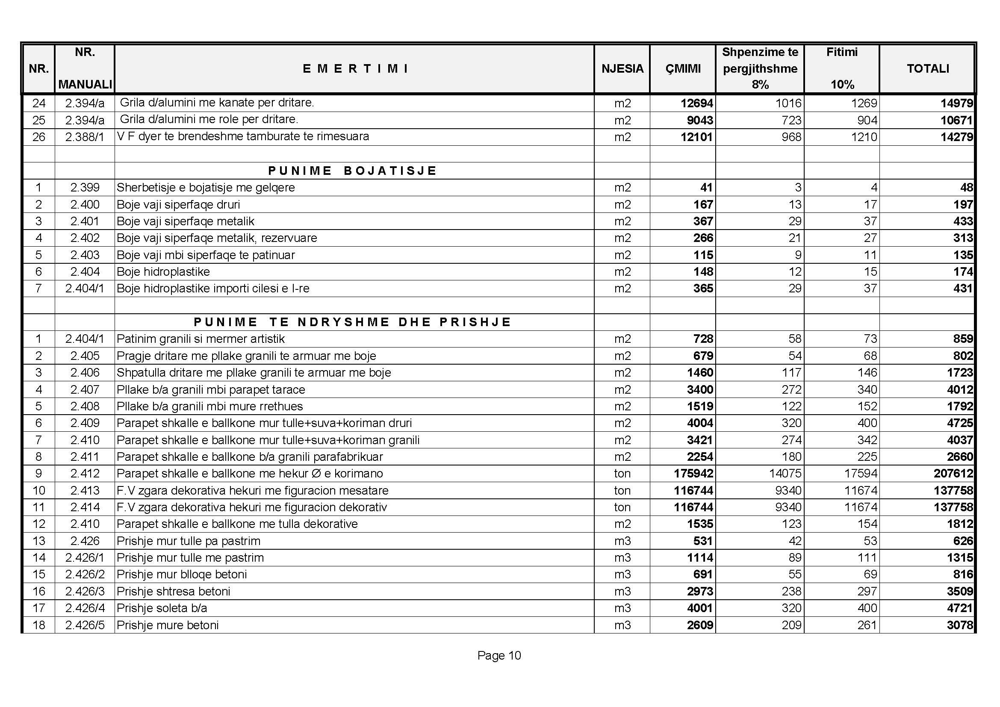 NR. NR. MANUALI E M E R T I M I NJESIA ÇMIMI Shpenzime te pergjithshme 8% Fitimi 10% TOTALI
24 2.394/a Grila d/alumini me kanate per dritare. m2 12694 1016 1269 14979
25 2.394/a Grila d/alumini me role per dritare. m2 9043 723 904 10671
26 2.388/1 V F dyer te brendeshme tamburate te rimesuara m2 12101 968 1210 14279
P U N I M E B O J A T I S J E
1 2.399 Sherbetisje e bojatisje me gelqere m2 41 3 4 48
2 2.400 Boje vaji siperfaqe druri m2 167 13 17 197
3 2.401 Boje vaji siperfaqe metalik m2 367 29 37 433
4 2.402 Boje vaji siperfaqe metalik, rezervuare m2 266 21 27 313
5 2.403 Boje vaji mbi siperfaqe te patinuar m2 115 9 11 135
6 2.404 Boje hidroplastike m2 148 12 15 174
7 2.404/1 Boje hidroplastike importi cilesi e I-re m2 365 29 37 431
P U N I M E T E N D R Y S H M E D H E P R I S H J E
1 2.404/1 Patinim granili si mermer artistik m2 728 58 73 859
2 2.405 Pragje dritare me pllake granili te armuar me boje m2 679 54 68 802
3 2.406 Shpatulla dritare me pllake granili te armuar me boje m2 1460 117 146 1723
4 2.407 Pllake b/a granili mbi parapet tarace m2 3400 272 340 4012
5 2.408 Pllake b/a granili mbi mure rrethues m2 1519 122 152 1792
6 2.409 Parapet shkalle e ballkone mur tulle+suva+koriman druri m2 4004 320 400 4725
7 2.410 Parapet shkalle e ballkone mur tulle+suva+koriman granili m2 3421 274 342 4037
8 2.411 Parapet shkalle e ballkone b/a granili parafabrikuar m2 2254 180 225 2660
9 2.412 Parapet shkalle e ballkone me hekur Ø e korimano ton 175942 14075 17594 207612
10 2.413 F.V zgara dekorativa hekuri me figuracion mesatare ton 116744 9340 11674 137758
11 2.414 F.V zgara dekorativa hekuri me figuracion dekorativ ton 116744 9340 11674 137758
12 2.410 Parapet shkalle e ballkone me tulla dekorative m2 1535 123 154 1812
13 2.426 Prishje mur tulle pa pastrim m3 531 42 53 626
14 2.426/1 Prishje mur tulle me pastrim m3 1114 89 111 1315
15 2.426/2 Prishje mur blloqe betoni m3 691 55 69 816
16 2.426/3 Prishje shtresa betoni m3 2973 238 297 3509
17 2.426/4 Prishje soleta b/a m3 4001 320 400 4721
18 2.426/5 Prishje mure betoni m3 2609 209 261 3078
Page 10